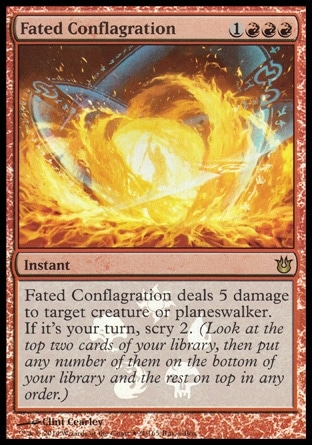 Fated Conflagration 1
Instant
Fated Conflagration deals 5 damage
to target creature or planeswalker.
If it's your turn, scry 2. (Look at the
top two cards of your library, then put
any number of them on the bottom of
your library and the rest on top in
any order.)
Clint Cearley